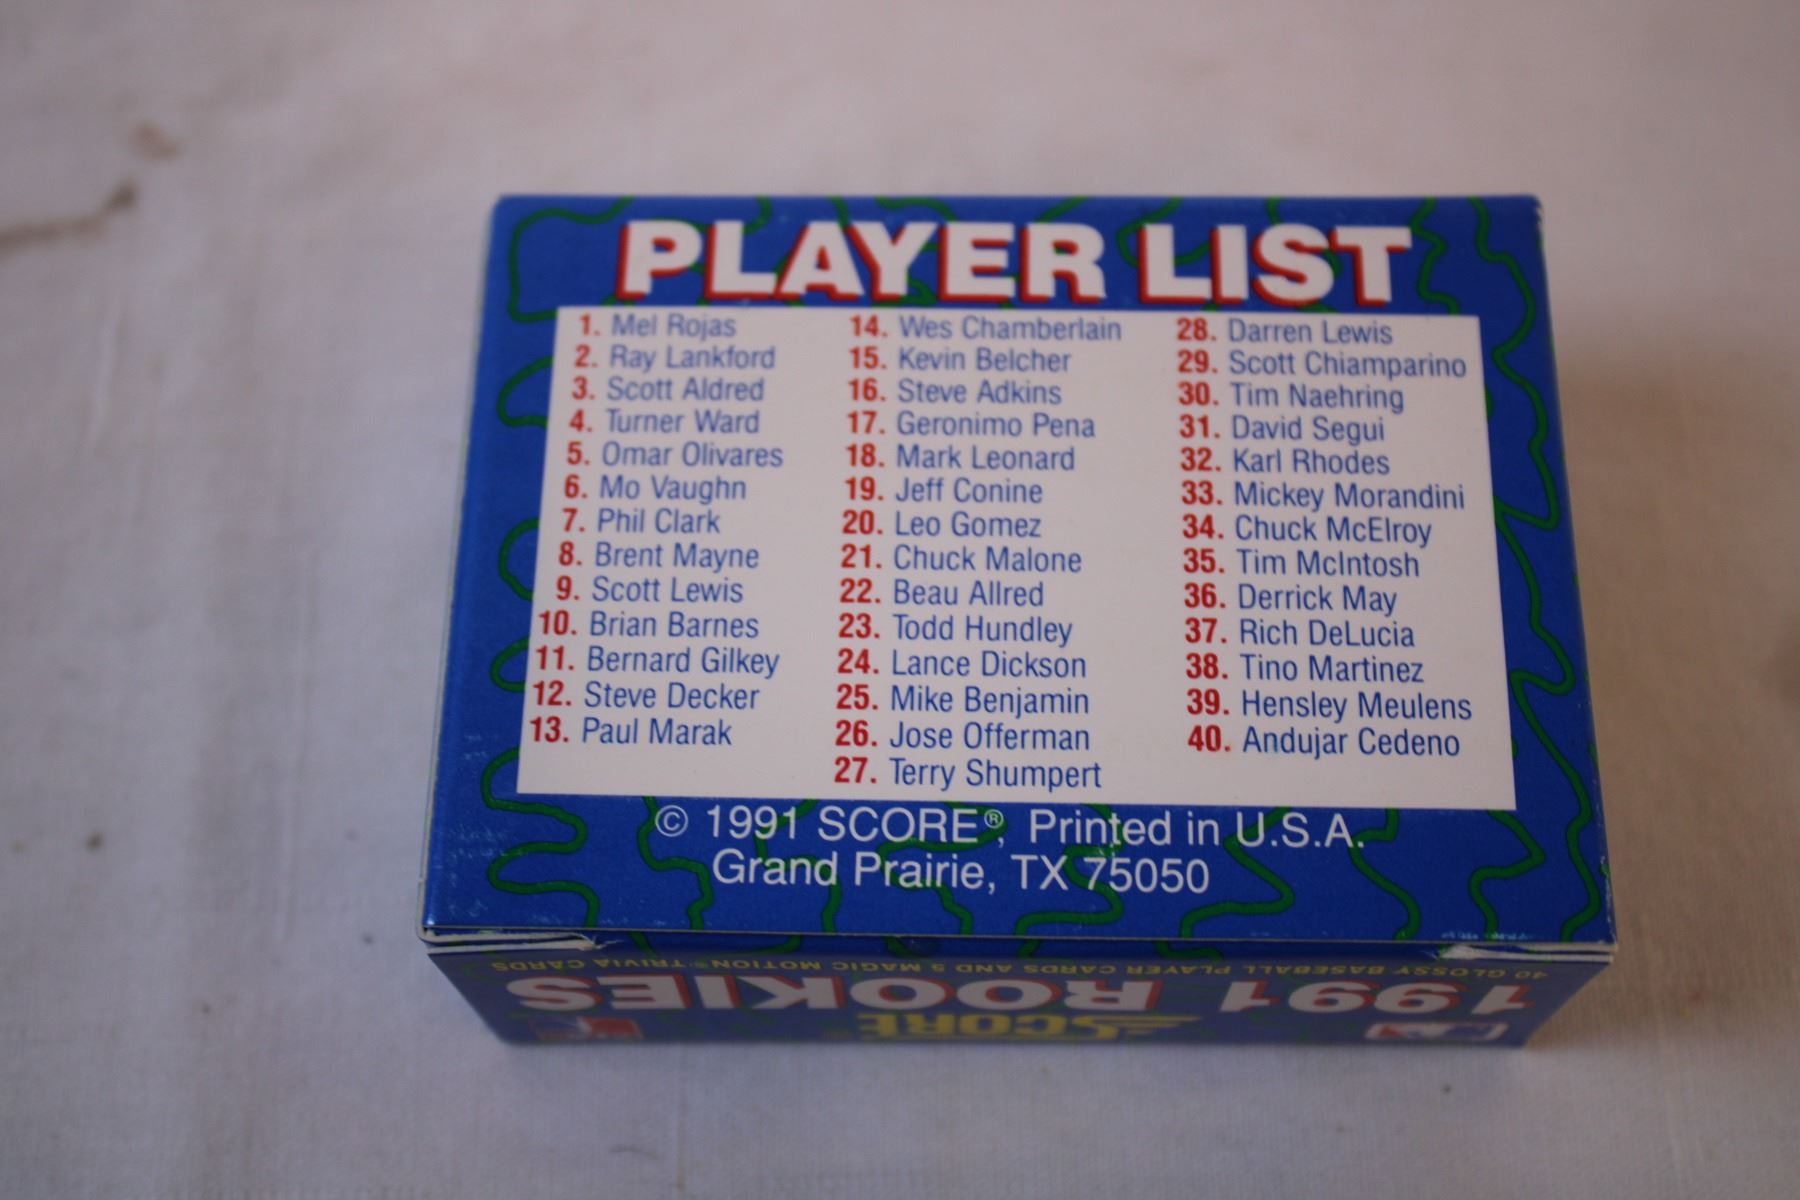 PLAYER LIST
1. Mel Rojas
2. Ray Lankford
3. Scott Aldred
4. Turner Ward
5. Omar Olivares
6. Mo Vaughn
7. Phil Clark
8. Brent Mayne
9. Scott Lewis
10. Brian Barnes
11. Bernard Gilkey
12. Steve Decker
13. Paul Marak
14. Wes Chamberlain
15. Kevin Belcher
16. Steve Adkins
17. Geronimo Pena
18. Mark Leonard
19. Jeff Conine
20. Leo Gomez
21. Chuck Malone
22. Beau Allred
23. Todd Hundley
24. Lance Dickson
25. Mike Benjamin
26. Jose Offerman
27. Terry Shumpert
28. Darren Lewis
29. Scott Chiamparino
30. Tim Naehring
31. David Segui
32. Karl Rhodes
33. Mickey Morandini
34. Chuck McElroy
35. Tim McIntosh
36. Derrick May
37. Rich DeLucia
38. Tino Martinez
39. Hensley Meulens
40. Andujar Cedeno
© 1991 SCORE®, Printed in U.S.A.
Grand Prairie, TX 75050
SCORE
1991 ROOKIES
40 GLOSSY BASEBALL PLAYER CARDS AND 5 MAGIC MOTION® TRIVIA CARDS